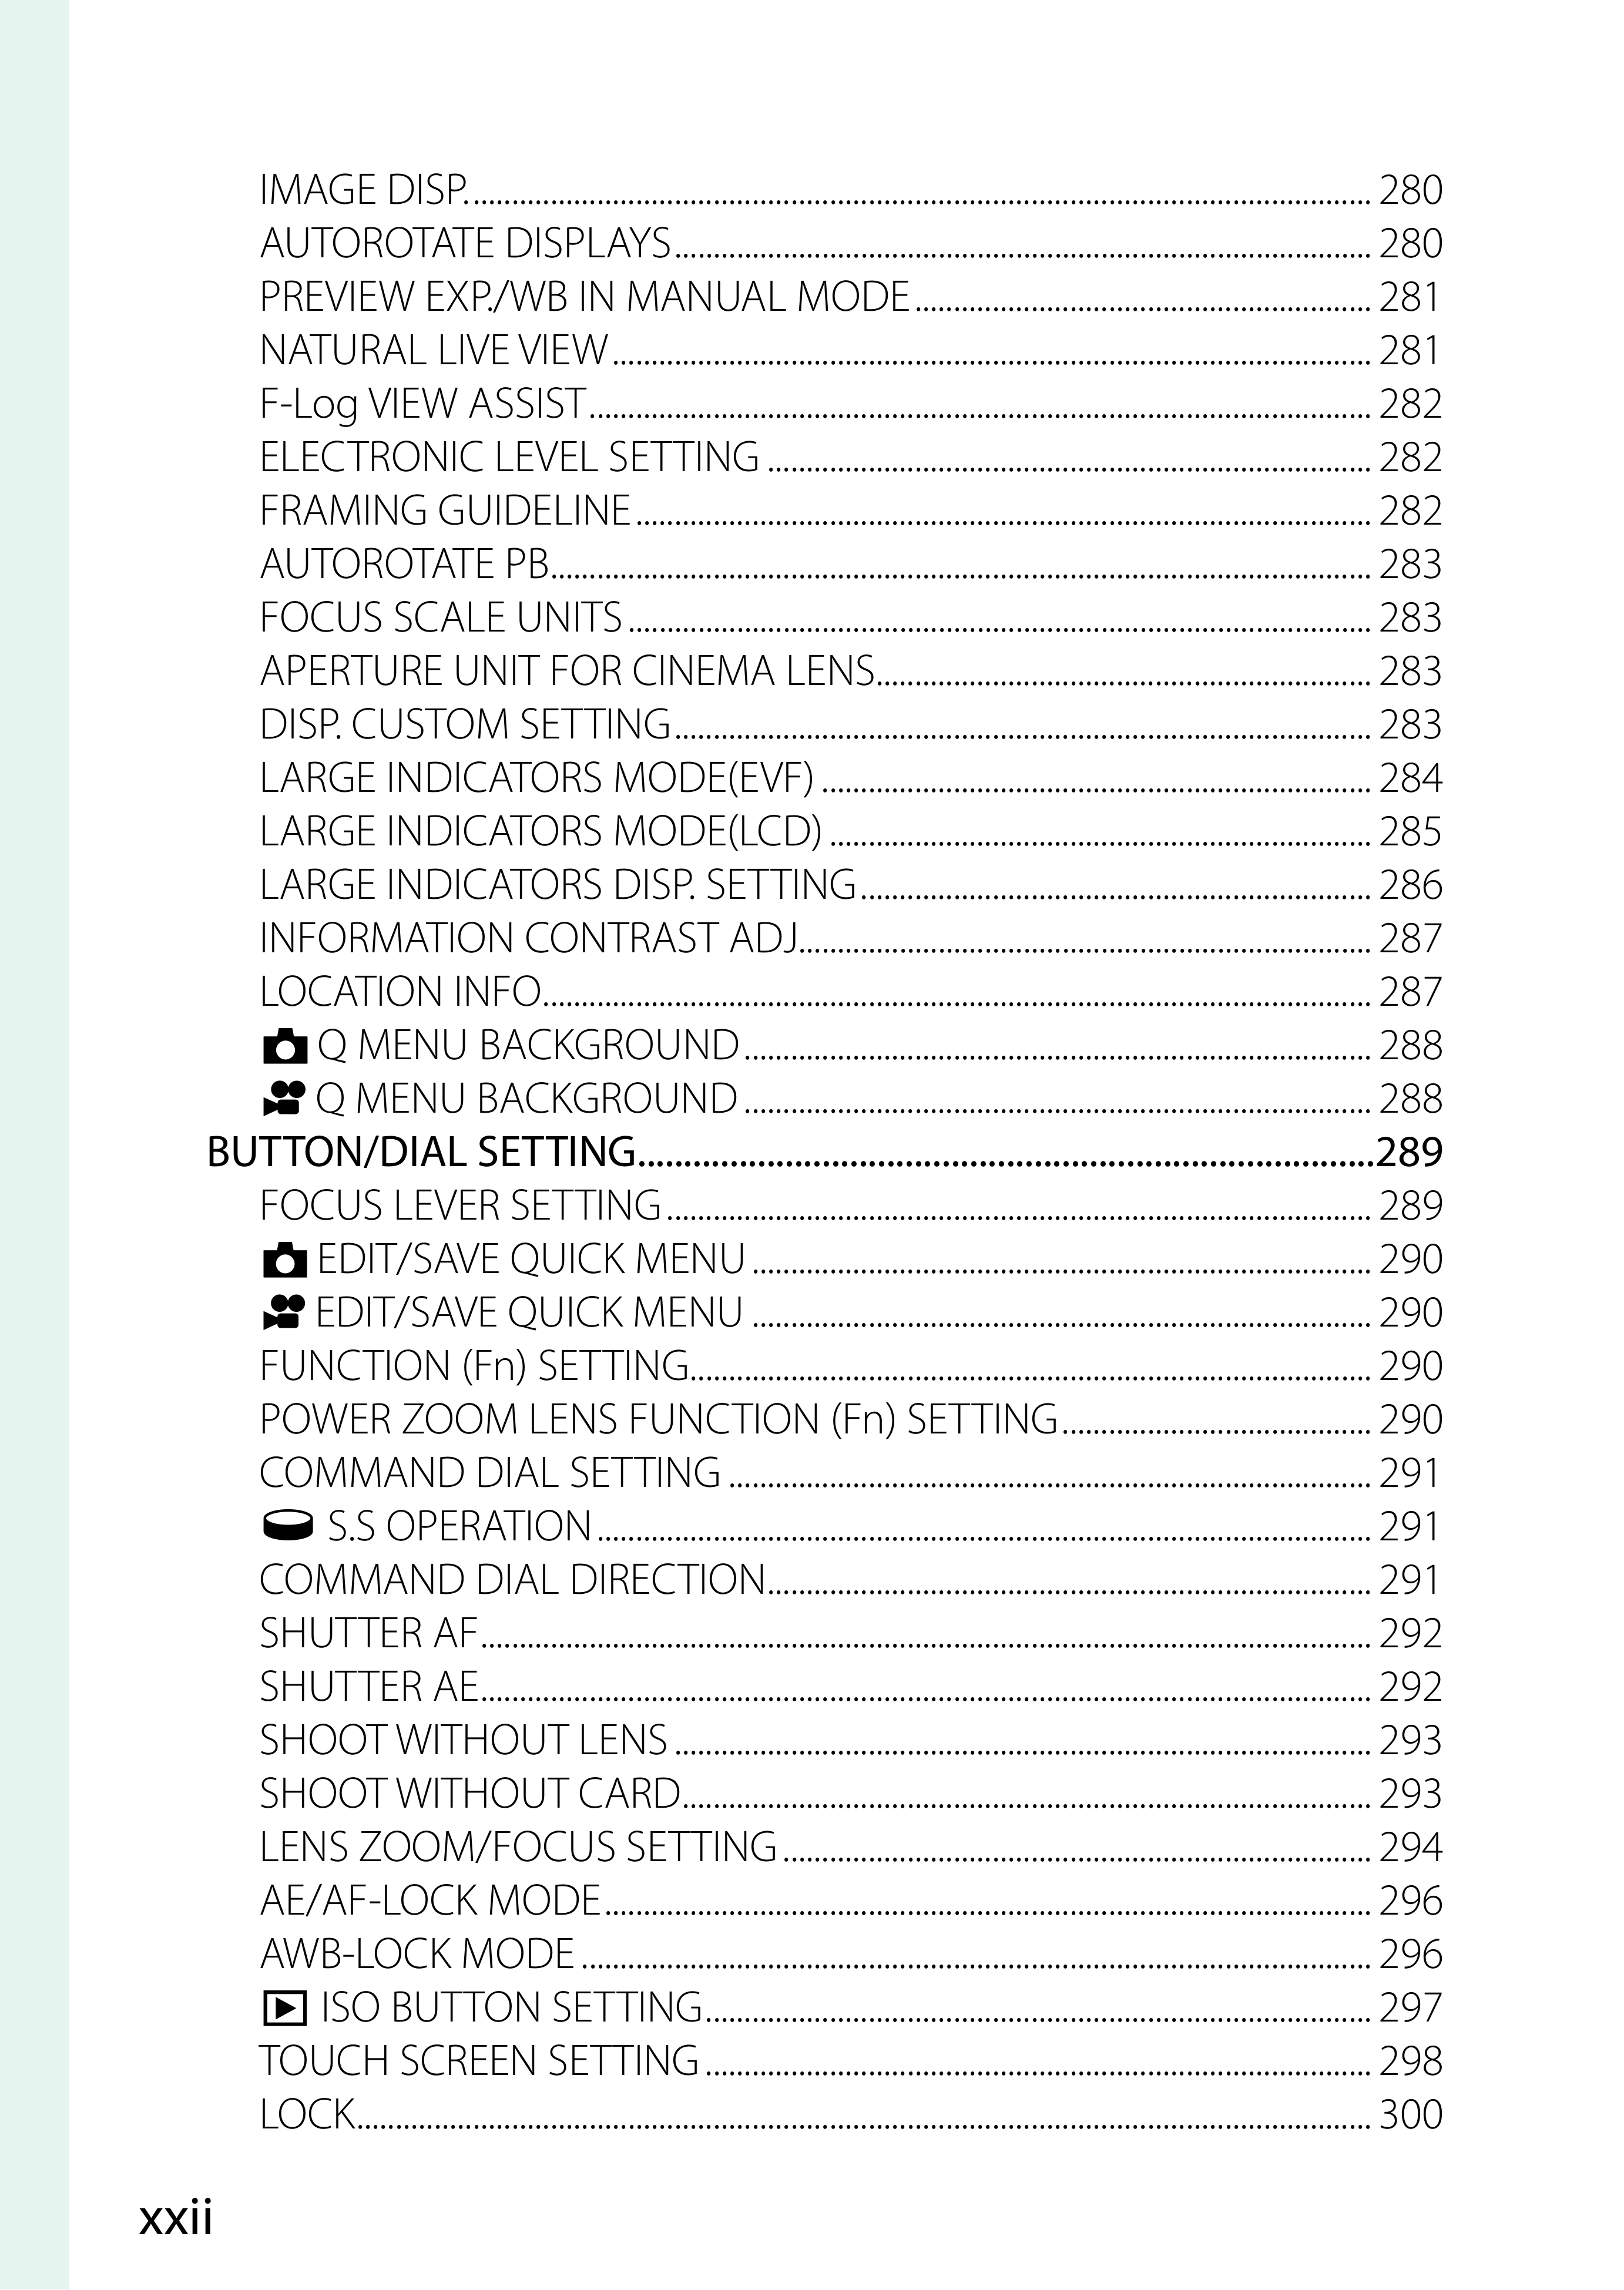 IMAGE DISP. ........ 280
AUTOROTATE DISPLAYS ........ 280
PREVIEW EXP./WB IN MANUAL MODE ........ 281
NATURAL LIVE VIEW ........ 281
F-Log VIEW ASSIST ........ 282
ELECTRONIC LEVEL SETTING ........ 282
FRAMING GUIDELINE ........ 282
AUTOROTATE PB ........ 283
FOCUS SCALE UNITS ........ 283
APERTURE UNIT FOR CINEMA LENS ........ 283
DISP. CUSTOM SETTING ........ 283
LARGE INDICATORS MODE(EVF) ........ 284
LARGE INDICATORS MODE(LCD) ........ 285
LARGE INDICATORS DISP. SETTING ........ 286
INFORMATION CONTRAST ADJ. ........ 287
LOCATION INFO ........ 287
Q MENU BACKGROUND ........ 288
Q MENU BACKGROUND ........ 288
BUTTON/DIAL SETTING ........ 289
FOCUS LEVER SETTING ........ 289
EDIT/SAVE QUICK MENU ........ 290
EDIT/SAVE QUICK MENU ........ 290
FUNCTION (Fn) SETTING ........ 290
POWER ZOOM LENS FUNCTION (Fn) SETTING ........ 290
COMMAND DIAL SETTING ........ 291
S.S OPERATION ........ 291
COMMAND DIAL DIRECTION ........ 291
SHUTTER AF ........ 292
SHUTTER AE ........ 292
SHOOT WITHOUT LENS ........ 293
SHOOT WITHOUT CARD ........ 293
LENS ZOOM/FOCUS SETTING ........ 294
AE/AF-LOCK MODE ........ 296
AWB-LOCK MODE ........ 296
ISO BUTTON SETTING ........ 297
TOUCH SCREEN SETTING ........ 298
LOCK ........ 300
xxii